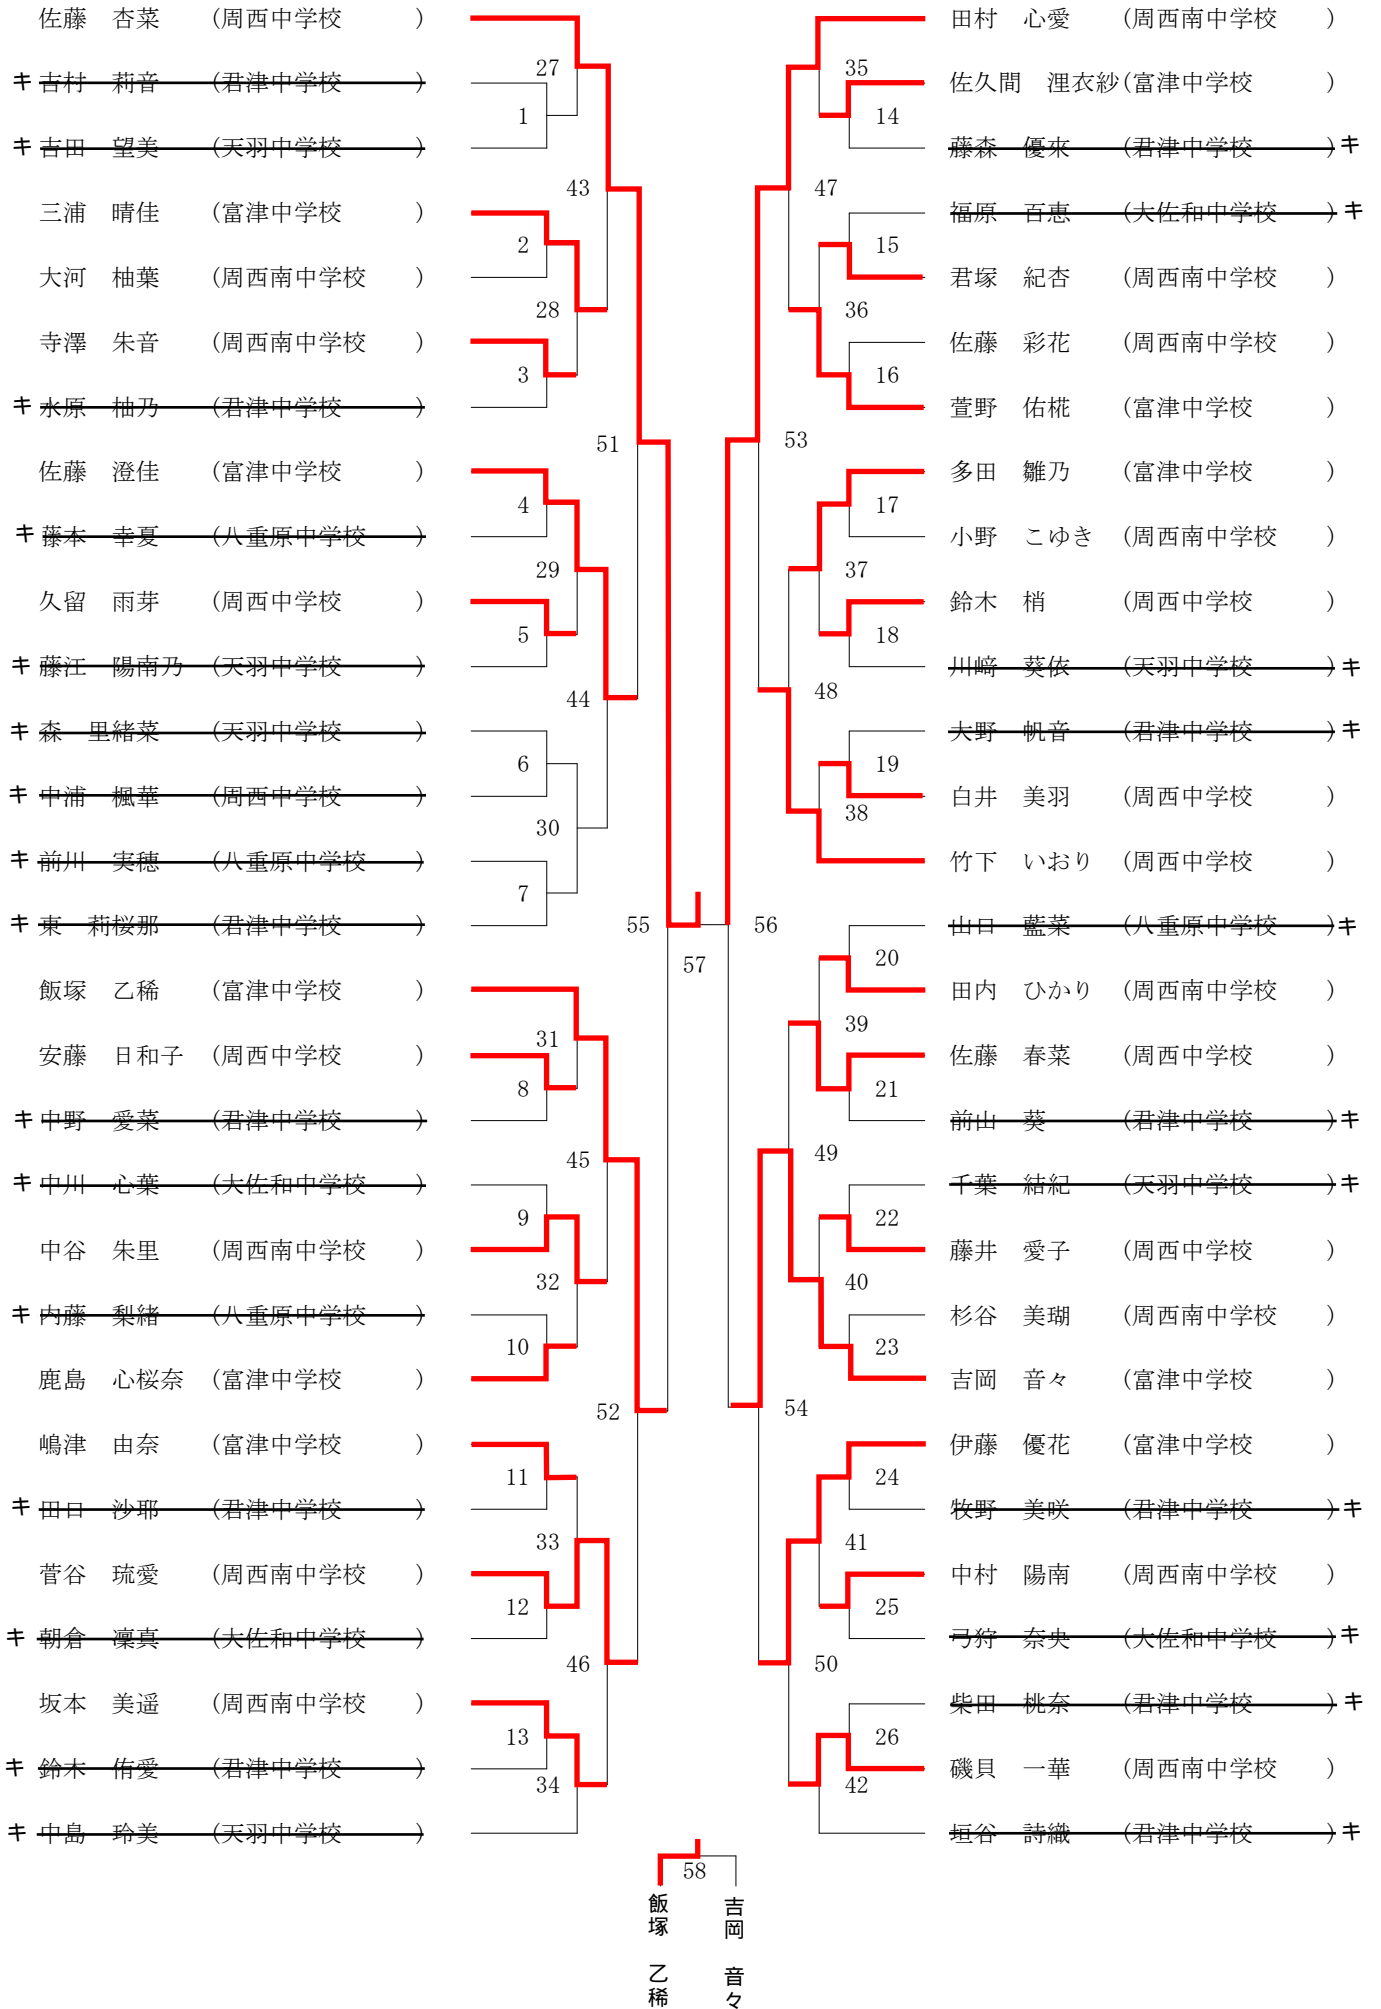 佐藤　杏菜　(周西中学校　)
27
キ 吉村　莉音　(君津中学校　)
1
キ 吉田　望美　(天羽中学校　)
43
三浦　晴佳　(富津中学校　)
2
大河　柚葉　(周西南中学校　)
28
寺澤　朱音　(周西南中学校　)
3
キ 水原　柚乃　(君津中学校　)
51
佐藤　澄佳　(富津中学校　)
4
キ 藤本　幸夏　(八重原中学校　)
29
久留　雨芽　(周西中学校　)
5
キ 藤江　陽南乃　(天羽中学校　)
44
キ 森　里緒菜　(天羽中学校　)
6
キ 中浦　楓華　(周西中学校　)
30
キ 前川　実穂　(八重原中学校　)
7
キ 東　莉桜那　(君津中学校　)
55
57
飯塚　乙稀　(富津中学校　)
31
安藤　日和子　(周西中学校　)
8
キ 中野　愛菜　(君津中学校　)
45
キ 中川　心葉　(大佐和中学校　)
9
中谷　朱里　(周西南中学校　)
32
キ 内藤　梨緒　(八重原中学校　)
10
鹿島　心桜奈　(富津中学校　)
52
嶋津　由奈　(富津中学校　)
11
キ 田口　沙耶　(君津中学校　)
33
菅谷　琉愛　(周西南中学校　)
12
キ 朝倉　凜真　(大佐和中学校　)
46
坂本　美遥　(周西南中学校　)
13
キ 鈴木　侑愛　(君津中学校　)
34
キ 中島　玲美　(天羽中学校　)
田村　心愛　(周西南中学校　)
35
佐久間　浬衣紗(富津中学校　)
14
藤森　優来　(君津中学校　) キ
47
福原　百恵　(大佐和中学校　) キ
15
君塚　紀杏　(周西南中学校　)
36
佐藤　彩花　(周西南中学校　)
16
萱野　佑椛　(富津中学校　)
53
多田　雛乃　(富津中学校　)
17
小野　こゆき　(周西南中学校　)
37
鈴木　梢　(周西中学校　)
18
川﨑　葵依　(天羽中学校　) キ
48
大野　帆音　(君津中学校　) キ
19
白井　美羽　(周西中学校　)
38
竹下　いおり　(周西中学校　)
56
山口　藍菜　(八重原中学校　) キ
20
田内　ひかり　(周西南中学校　)
39
佐藤　春菜　(周西中学校　)
21
前山　葵　(君津中学校　) キ
49
千葉　結紀　(天羽中学校　) キ
22
藤井　愛子　(周西中学校　)
40
杉谷　美瑚　(周西南中学校　)
23
吉岡　音々　(富津中学校　)
54
伊藤　優花　(富津中学校　)
24
牧野　美咲　(君津中学校　) キ
41
中村　陽南　(周西南中学校　)
25
弓狩　奈央　(大佐和中学校　) キ
50
柴田　桃奈　(君津中学校　) キ
26
磯貝　一華　(周西南中学校　)
42
垣谷　詩織　(君津中学校　) キ
58
飯塚　乙稀
吉岡　音々